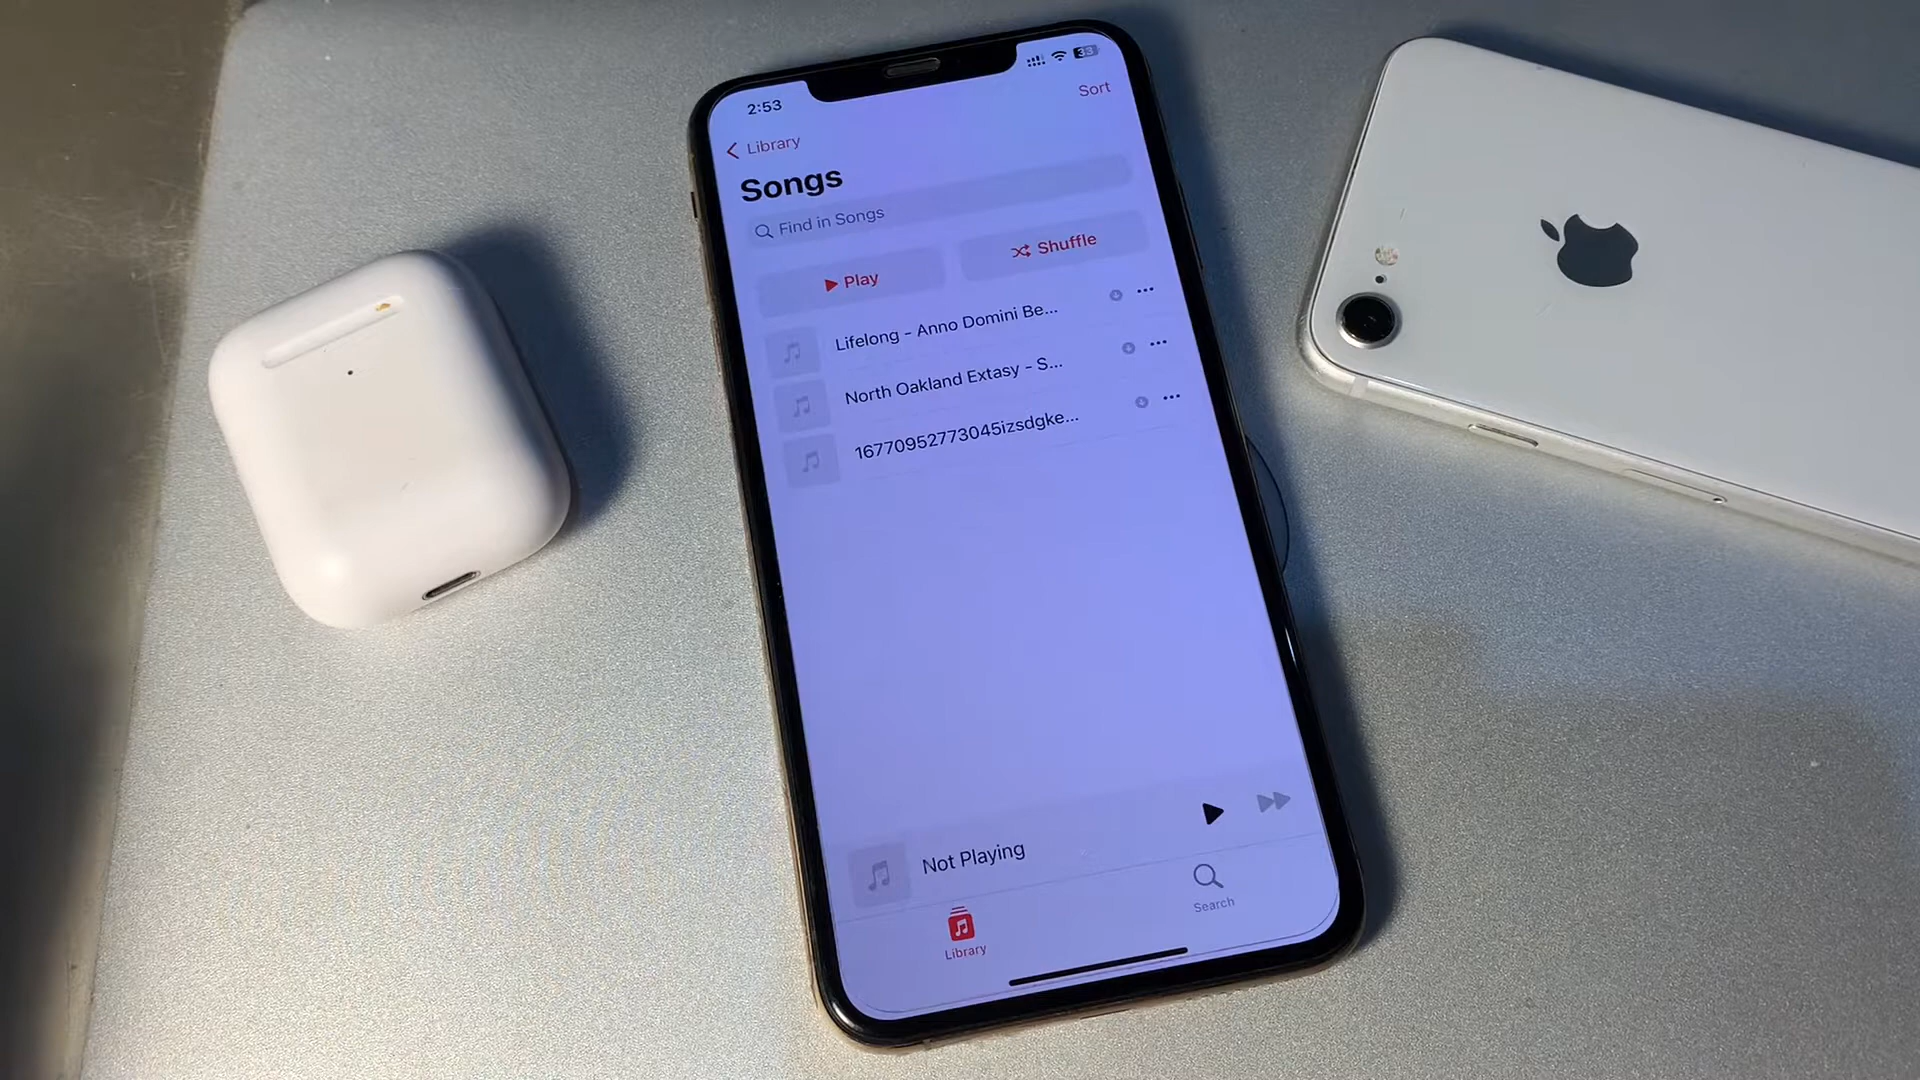 2:53
33
Sort
Library
Songs
Find in Songs
Play
Shuffle
Lifelong - Anno Domini Be...
North Oakland Extasy - S...
16770952773045izsdgke...
Not Playing
Library
Search